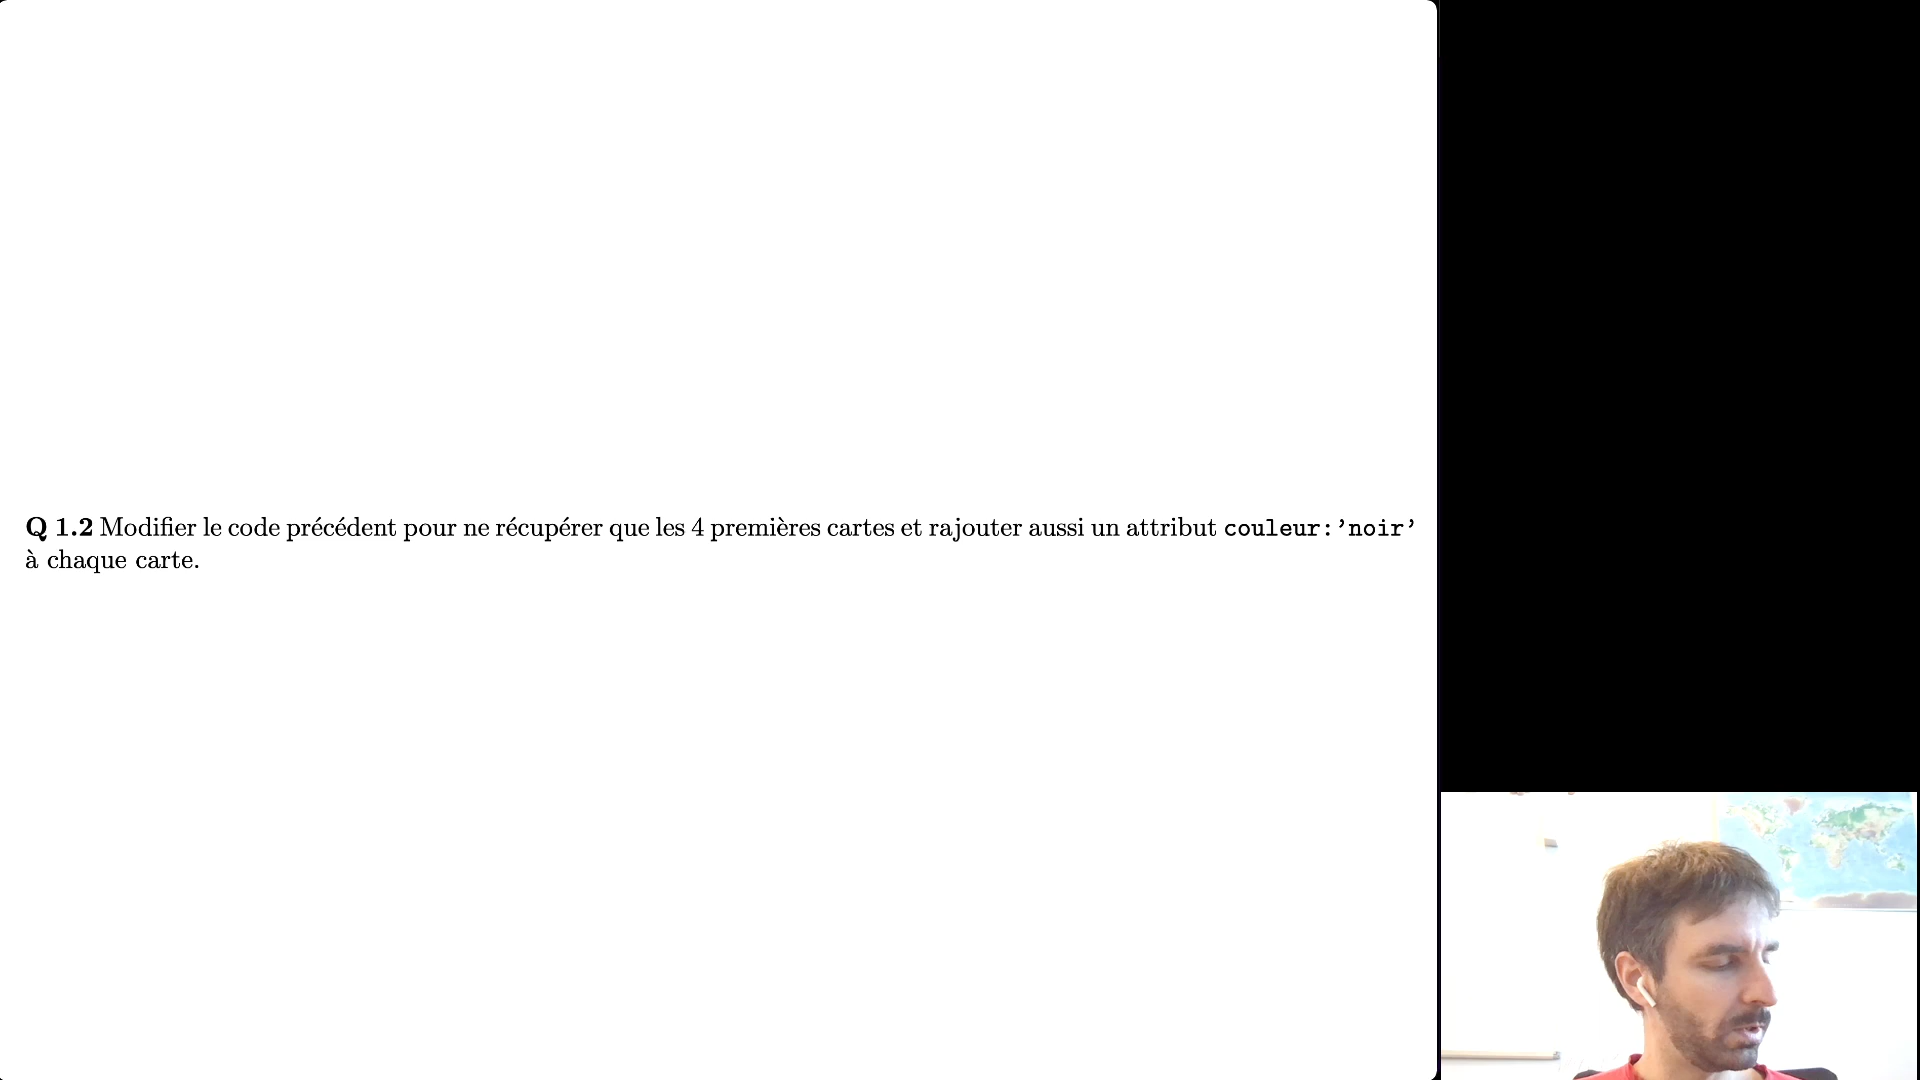 Q 1.2 Modifier le code précédent pour ne récupérer que les 4 premières cartes et rajouter aussi un attribut couleur:’noir’
à chaque carte.